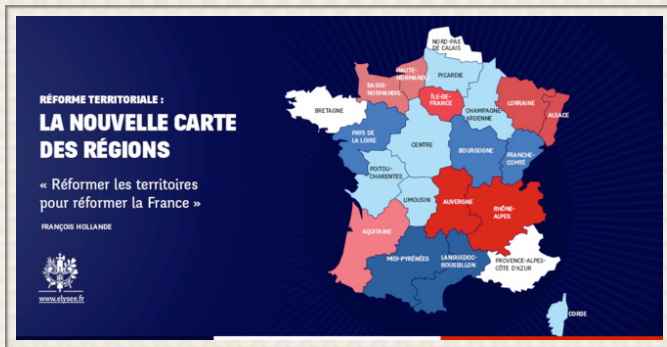 RÉFORME TERRITORIALE :
LA NOUVELLE CARTE
DES RÉGIONS
« Réformer les territoires
pour réformer la France »
FRANÇOIS HOLLANDE
www.elysee.fr
NORD-PAS
DE CALAIS
HAUTE-
NORMANDIE
PICARDIE
BASSE-
NORMANDIE
ÎLE-DE-
FRANCE
CHAMPAGNE-
ARDENNE
LORRAINE
ALSACE
BRETAGNE
PAYS DE
LA LOIRE
CENTRE
BOURGOGNE
FRANCHE-
COMTÉ
POITOU-
CHARENTES
LIMOUSIN
AUVERGNE
RHÔNE-
ALPES
AQUITAINE
MIDI-PYRÉNÉES
LANGUEDOC-
ROUSSILLON
PROVENCE-ALPES-
CÔTE D'AZUR
CORSE